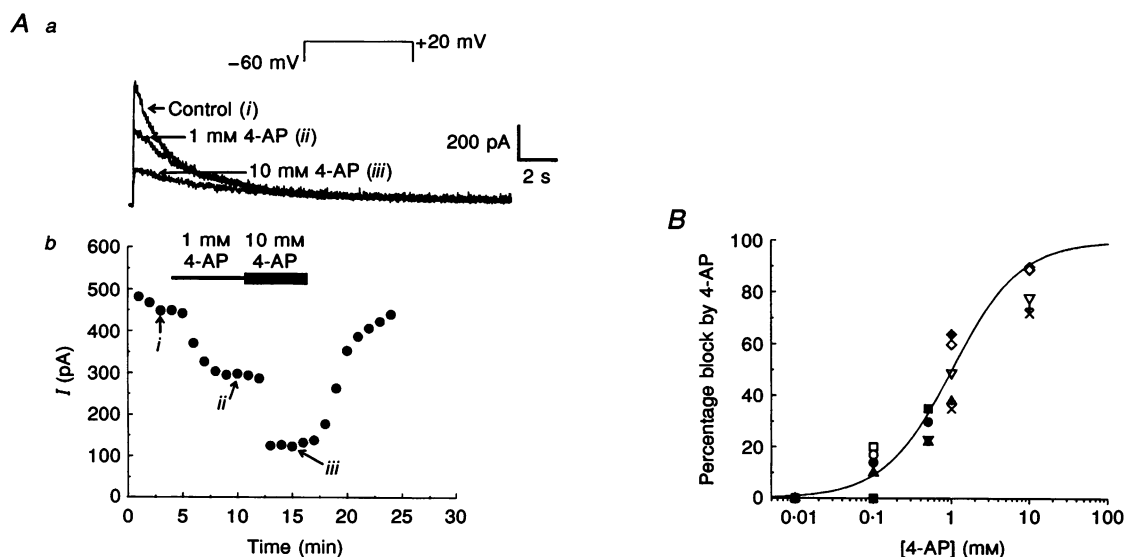 A a
+20 mV
−60 mV
Control (i)
1 mM 4-AP (ii)
10 mM 4-AP (iii)
200 pA
2 s
b
1 mM 4-AP
10 mM 4-AP
600
500
400
300
200
100
0
I (pA)
i
ii
iii
0 5 10 15 20 25 30
Time (min)
B
100
80
60
40
20
0
Percentage block by 4-AP
0·01 0·1 1 10 100
[4-AP] (mM)